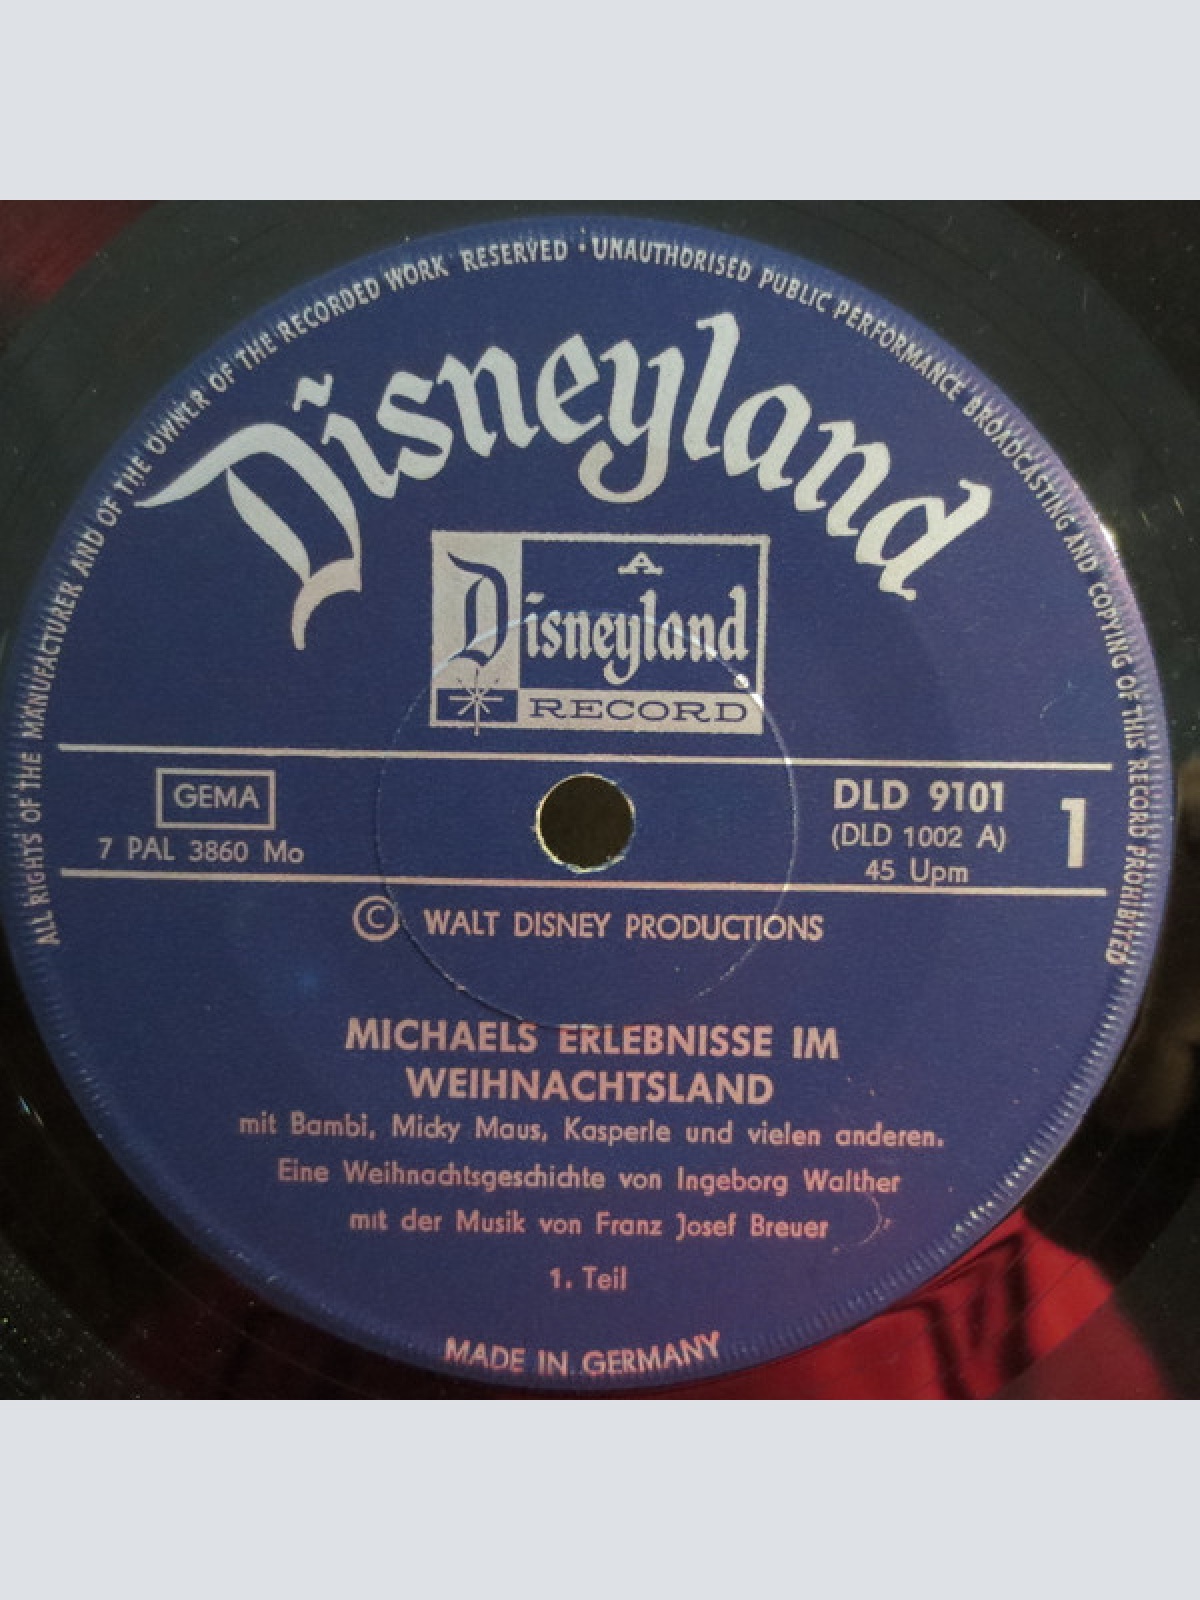 ALL RIGHTS OF THE MANUFACTURER AND OF THE OWNER OF THE RECORDED WORK RESERVED · UNAUTHORISED PUBLIC PERFORMANCE BROADCASTING AND COPYING OF THIS RECORD PROHIBITED
Disneyland
A
Disneyland
RECORD
GEMA
7 PAL 3860 Mo
DLD 9101
(DLD 1002 A)
45 Upm
1
© WALT DISNEY PRODUCTIONS
MICHAELS ERLEBNISSE IM
WEIHNACHTSLAND
mit Bambi, Micky Maus, Kasperle und vielen anderen.
Eine Weihnachtsgeschichte von Ingeborg Walther
mit der Musik von Franz Josef Breuer
1. Teil
MADE IN GERMANY